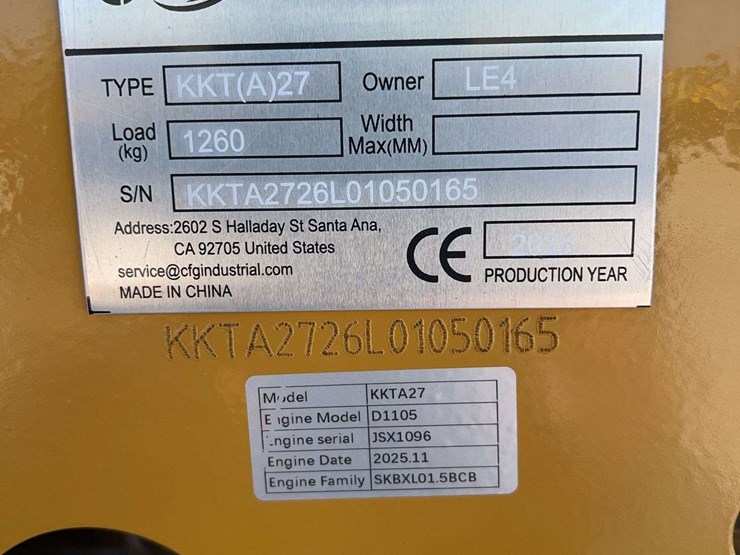 TYPE KKT(A)27 Owner LE4
Load (kg) 1260 Width Max(MM)
S/N KKTA2726L01050165
Address:2602 S Halladay St Santa Ana,
CA 92705 United States
service@cfgindustrial.com
MADE IN CHINA
CE
2026
PRODUCTION YEAR
KKTA2726L01050165
Model KKTA27
Engine Model D1105
Engine serial JSX1096
Engine Date 2025.11
Engine Family SKBXL01.5BCB